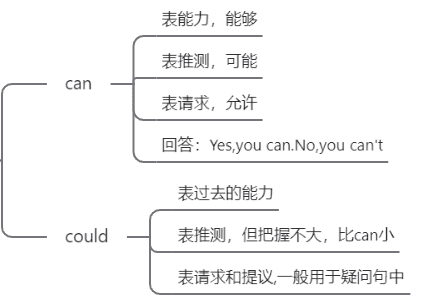 can
表能力，能够
表推测，可能
表请求，允许
回答：Yes,you can.No,you can't
could
表过去的能力
表推测，但把握不大，比can小
表请求和提议,一般用于疑问句中